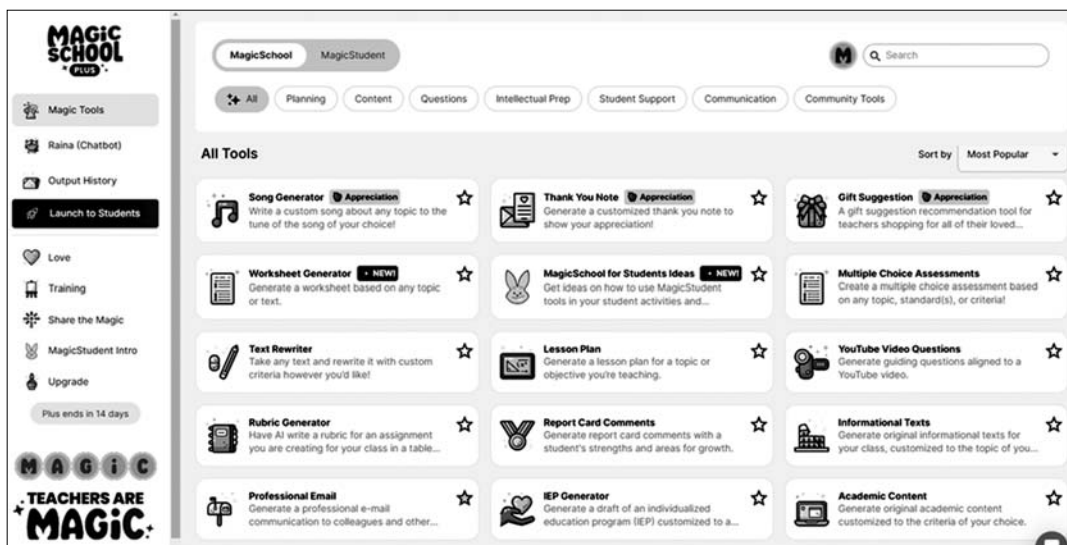 MAGiC
SCHOOL
PLUS
Magic Tools
Raina (Chatbot)
Output History
Launch to Students
Love
Training
Share the Magic
MagicStudent Intro
Upgrade
Plus ends in 14 days
MAGiC
TEACHERS ARE
MAGiC
MagicSchool MagicStudent
M Search
All Planning Content Questions Intellectual Prep Student Support Communication Community Tools
All Tools
Sort by Most Popular
Song Generator Appreciation
Write a custom song about any topic to the
tune of the song of your choice!
Thank You Note Appreciation
Generate a customized thank you note to
show your appreciation!
Gift Suggestion Appreciation
A gift suggestion recommendation tool for
teachers shopping for all of their loved...
Worksheet Generator NEW!
Generate a worksheet based on any topic
or text.
MagicSchool for Students Ideas NEW!
Get ideas on how to use MagicStudent
tools in your student activities and...
Multiple Choice Assessments
Create a multiple choice assessment based
on any topic, standard(s), or criteria!
Text Rewriter
Take any text and rewrite it with custom
criteria however you'd like!
Lesson Plan
Generate a lesson plan for a topic or
objective you're teaching.
YouTube Video Questions
Generate guiding questions aligned to a
YouTube video.
Rubric Generator
Have AI write a rubric for an assignment
you are creating for your class in a table...
Report Card Comments
Generate report card comments with a
student's strengths and areas for growth.
Informational Texts
Generate original informational texts for
your class, customized to the topic of you...
Professional Email
Generate a professional e-mail
communication to colleagues and other...
IEP Generator
Generate a draft of an individualized
education program (IEP) customized to a...
Academic Content
Generate original academic content
customized to the criteria of your choice.